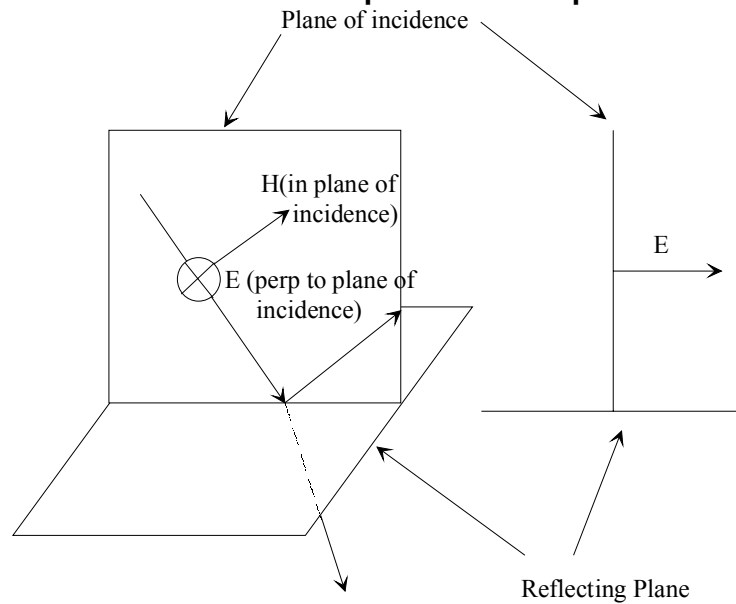 Plane of incidence
H(in plane of
incidence)
E
E (perp to plane of
incidence)
Reflecting Plane